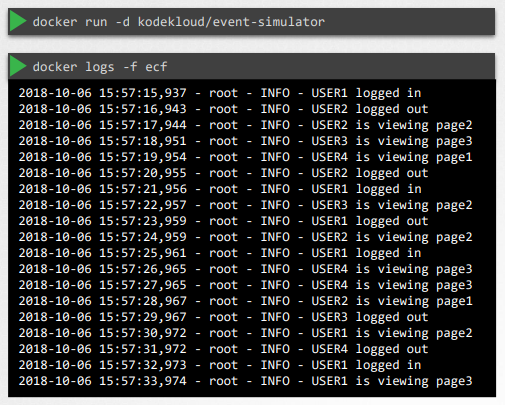 docker run -d kodekloud/event-simulator
docker logs -f ecf
2018-10-06 15:57:15,937 - root - INFO - USER1 logged in
2018-10-06 15:57:16,943 - root - INFO - USER2 logged out
2018-10-06 15:57:17,944 - root - INFO - USER2 is viewing page2
2018-10-06 15:57:18,951 - root - INFO - USER3 is viewing page3
2018-10-06 15:57:19,954 - root - INFO - USER4 is viewing page1
2018-10-06 15:57:20,955 - root - INFO - USER2 logged out
2018-10-06 15:57:21,956 - root - INFO - USER1 logged in
2018-10-06 15:57:22,957 - root - INFO - USER3 is viewing page2
2018-10-06 15:57:23,959 - root - INFO - USER1 logged out
2018-10-06 15:57:24,959 - root - INFO - USER2 is viewing page2
2018-10-06 15:57:25,961 - root - INFO - USER1 logged in
2018-10-06 15:57:26,965 - root - INFO - USER4 is viewing page3
2018-10-06 15:57:27,965 - root - INFO - USER4 is viewing page3
2018-10-06 15:57:28,967 - root - INFO - USER2 is viewing page1
2018-10-06 15:57:29,967 - root - INFO - USER3 logged out
2018-10-06 15:57:30,972 - root - INFO - USER1 is viewing page2
2018-10-06 15:57:31,972 - root - INFO - USER4 logged out
2018-10-06 15:57:32,973 - root - INFO - USER1 logged in
2018-10-06 15:57:33,974 - root - INFO - USER1 is viewing page3